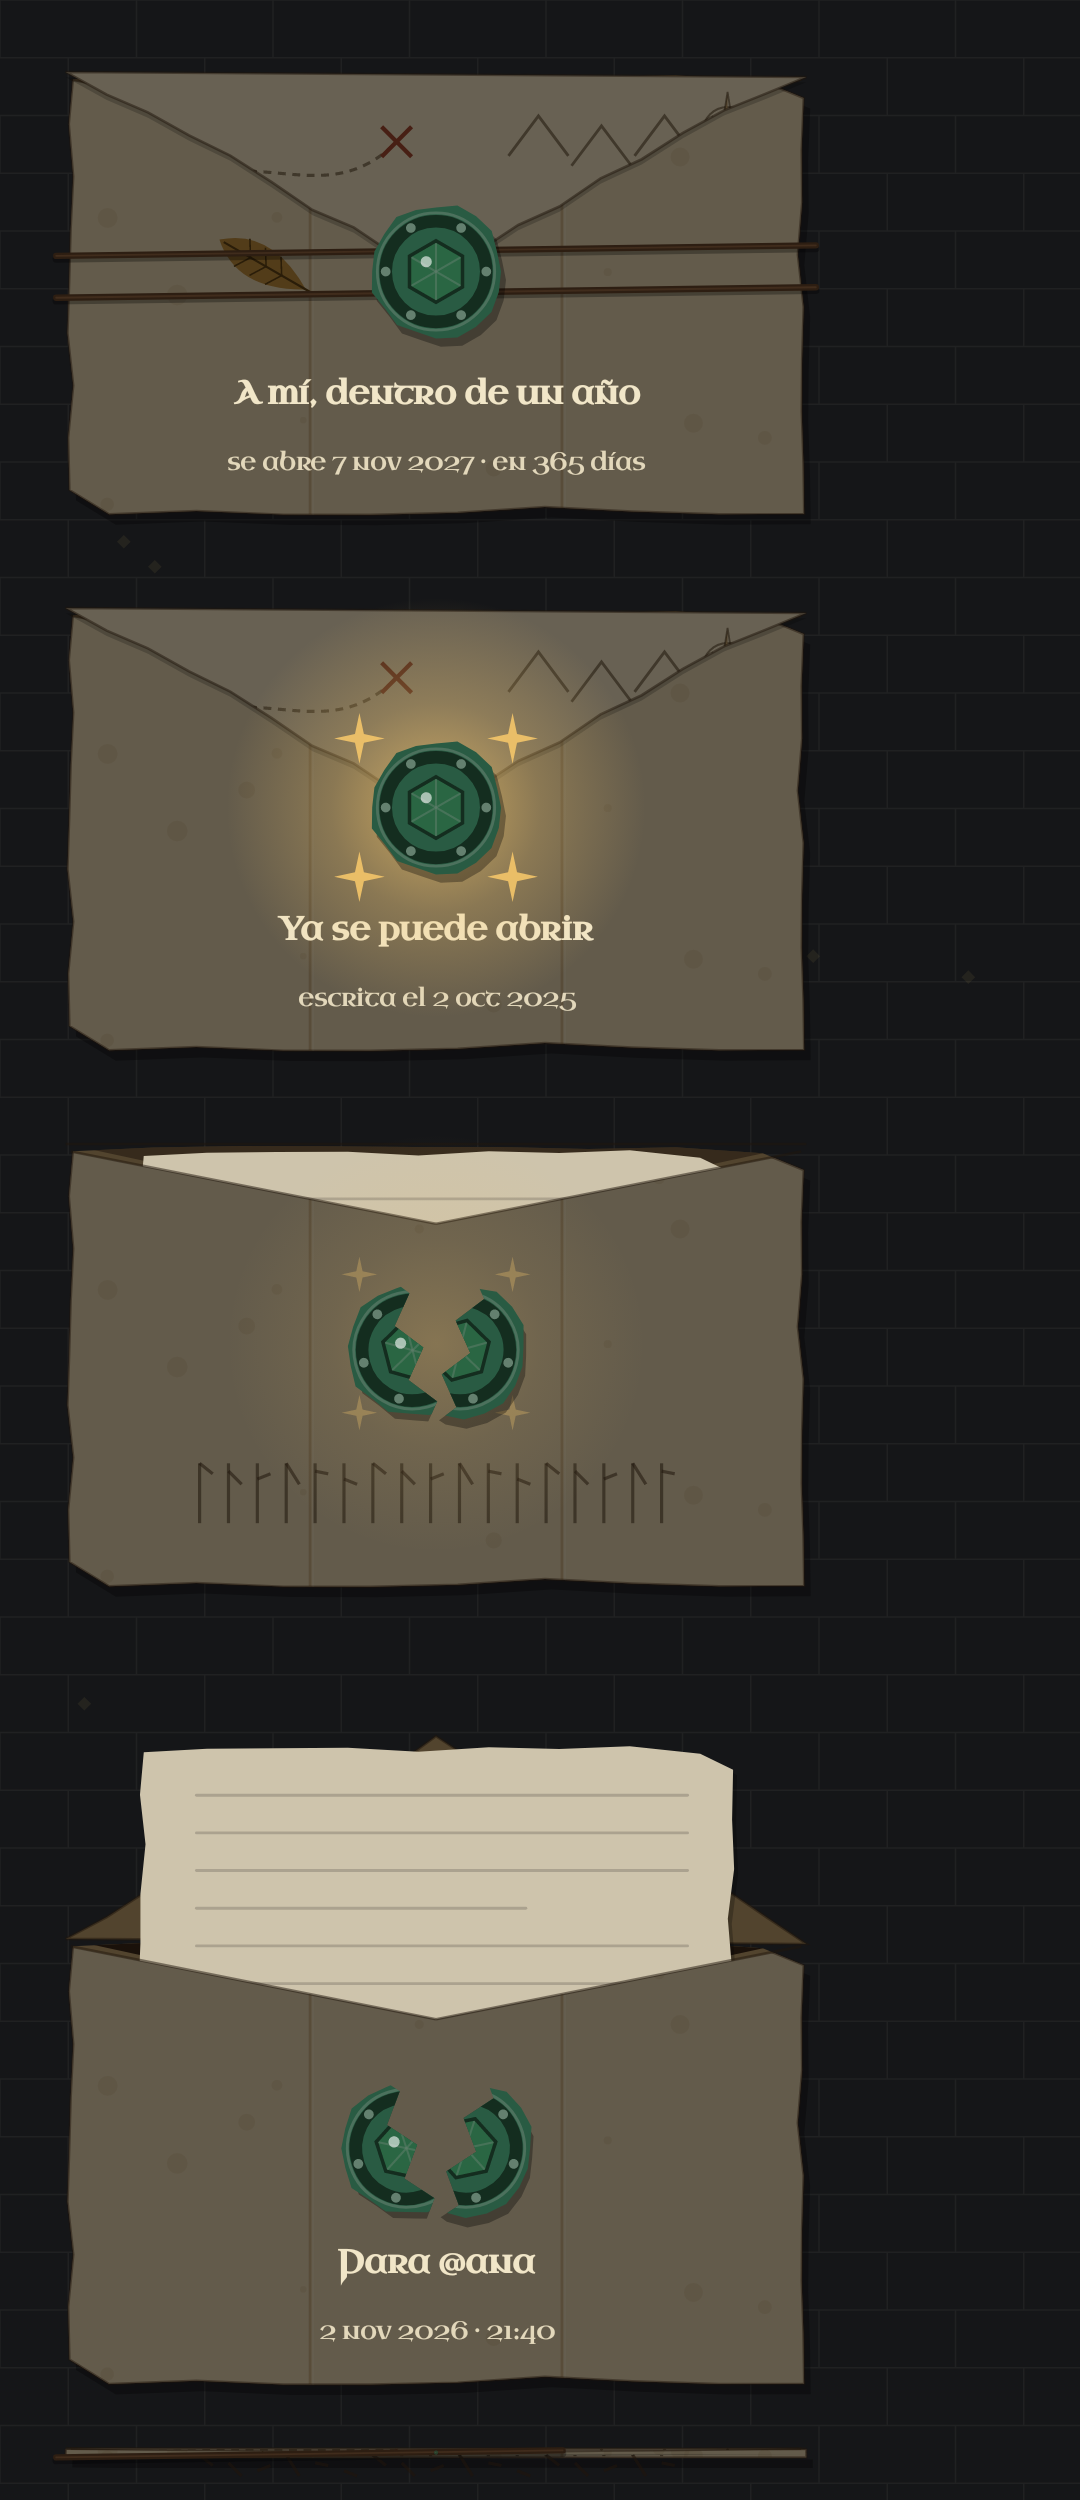 A mí, dentro de un año
se abre 7 nov 2027 · en 365 días
Ya se puede abrir
escrita el 2 oct 2025
Para @ana
2 nov 2026 · 21:40